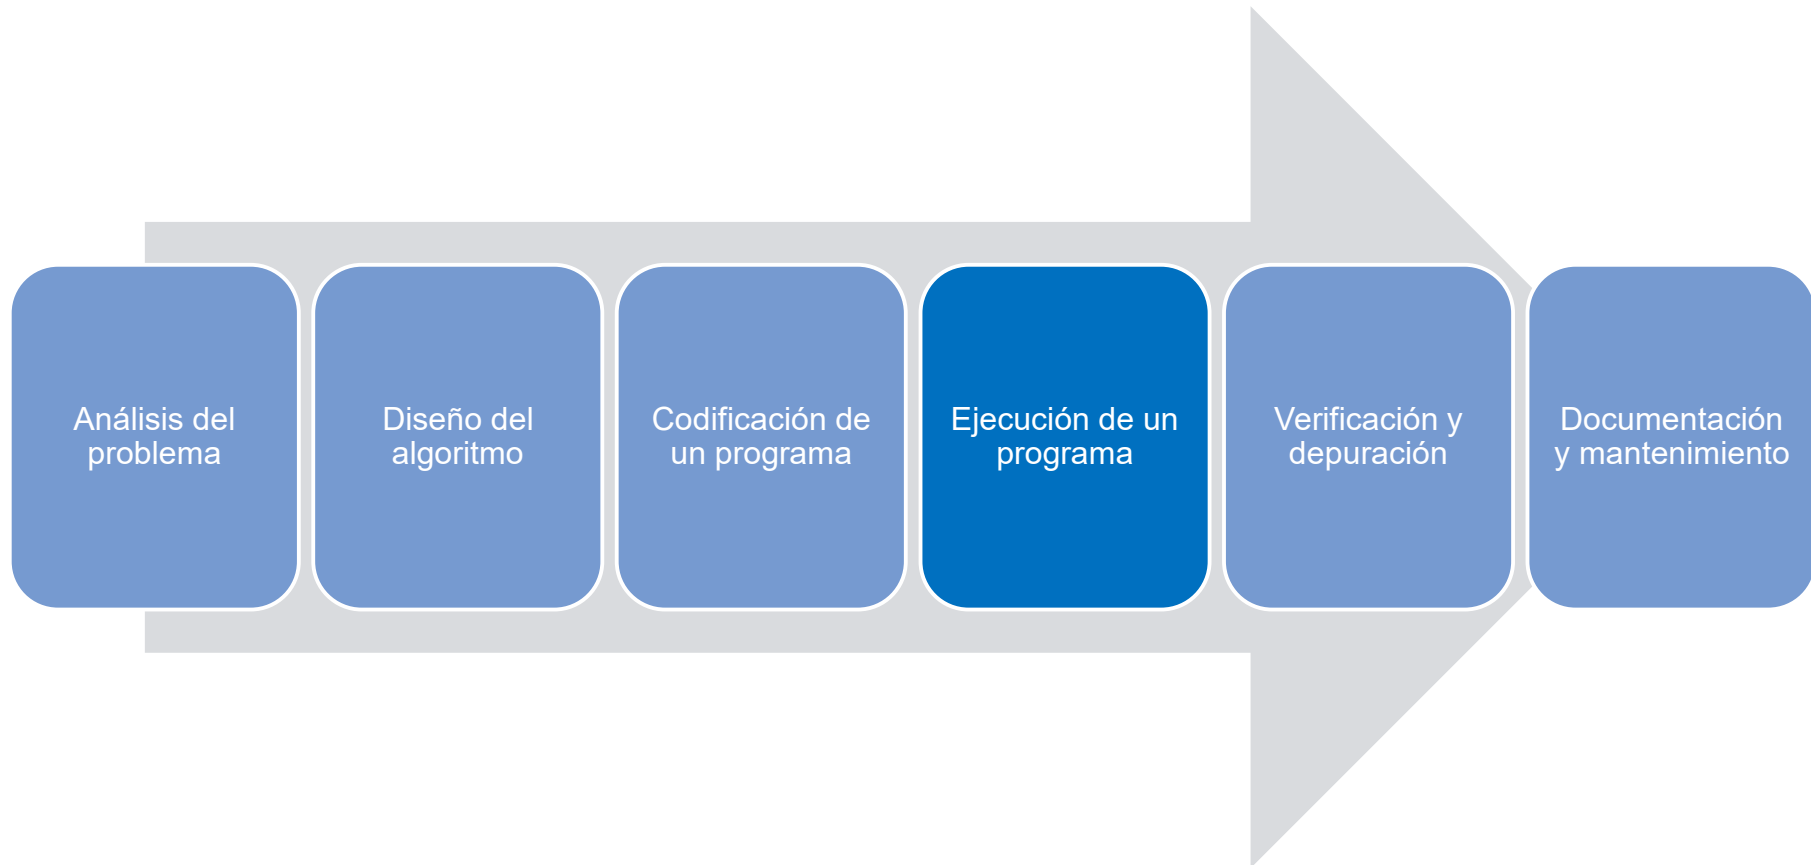 Análisis del
problema
Diseño del
algoritmo
Codificación de
un programa
Ejecución de un
programa
Verificación y
depuración
Documentación
y mantenimiento